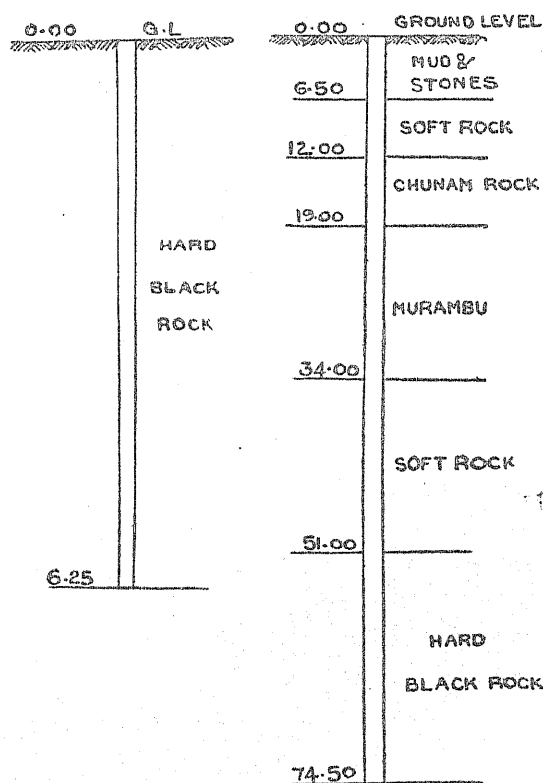 0.00 G.L
HARD
BLACK
ROCK
6.25
0.00 GROUND LEVEL
MUD &
STONES
6.50
SOFT ROCK
12.00
CHUNAM ROCK
19.00
MURAMBU
34.00
SOFT ROCK
51.00
HARD
BLACK ROCK
74.50